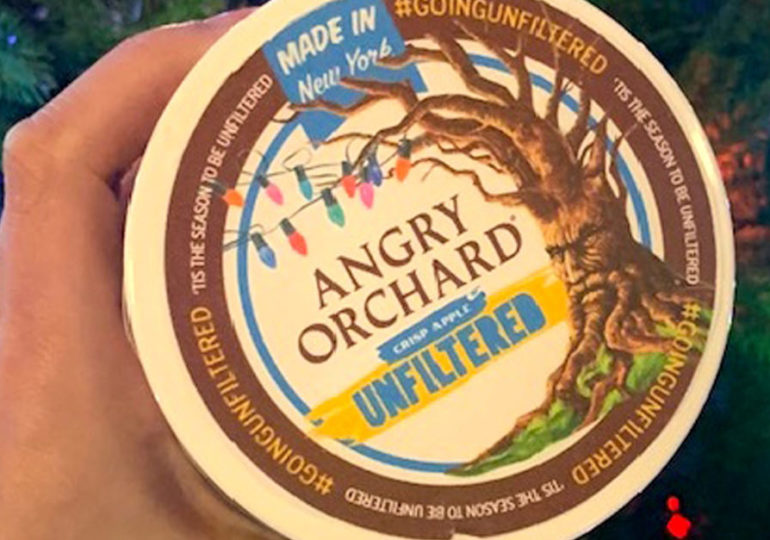 MADE IN
New York
ANGRY
ORCHARD®
CRISP APPLE
UNFILTERED
#GOINGUNFILTERED
'TIS THE SEASON TO BE UNFILTERED
#GOINGUNFILTERED
'TIS THE SEASON TO BE UNFILTERED
#GOINGUNFILTERED
'TIS THE SEASON TO BE UNFILTERED